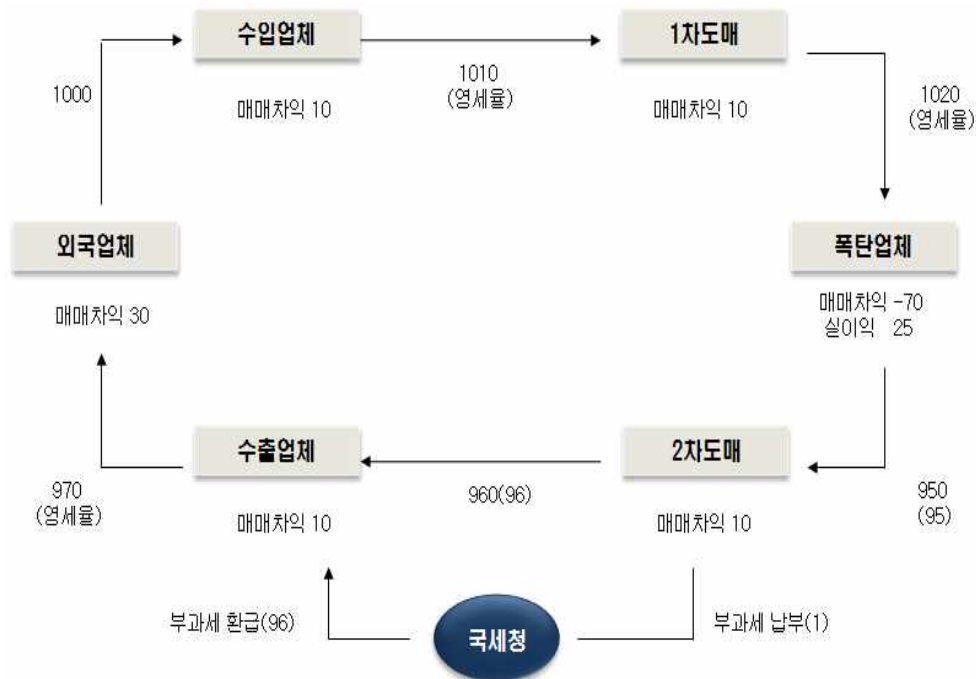 수입업체
1차도매
1000
1010
(영세율)
1020
(영세율)
매매차익 10
매매차익 10
외국업체
폭탄업체
매매차익 30
매매차익 -70
실이익 25
수출업체
2차도매
970
(영세율)
960(96)
950
(95)
매매차익 10
매매차익 10
부과세 환급(96)
국세청
부과세 납부(1)